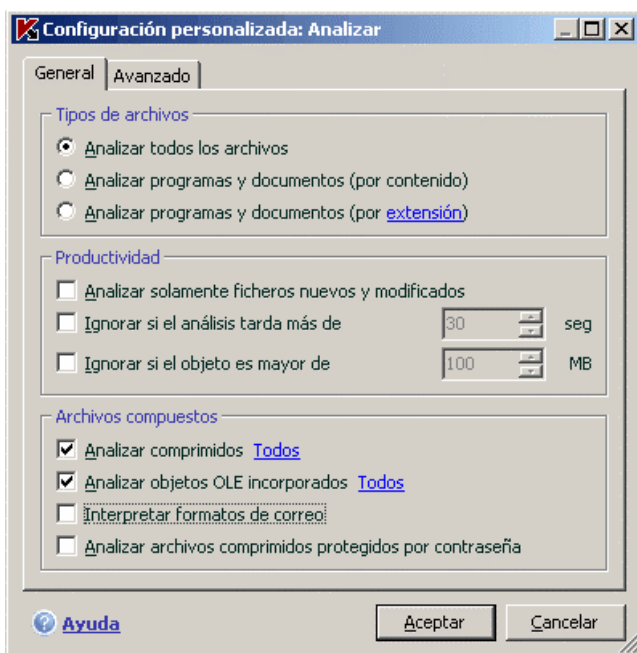 Configuración personalizada: Analizar
General Avanzado
Tipos de archivos
Analizar todos los archivos
Analizar programas y documentos (por contenido)
Analizar programas y documentos (por extensión)
Productividad
Analizar solamente ficheros nuevos y modificados
Ignorar si el análisis tarda más de 30 seg
Ignorar si el objeto es mayor de 100 MB
Archivos compuestos
Analizar comprimidos Todos
Analizar objetos OLE incorporados Todos
Interpretar formatos de correo
Analizar archivos comprimidos protegidos por contraseña
Ayuda Aceptar Cancelar